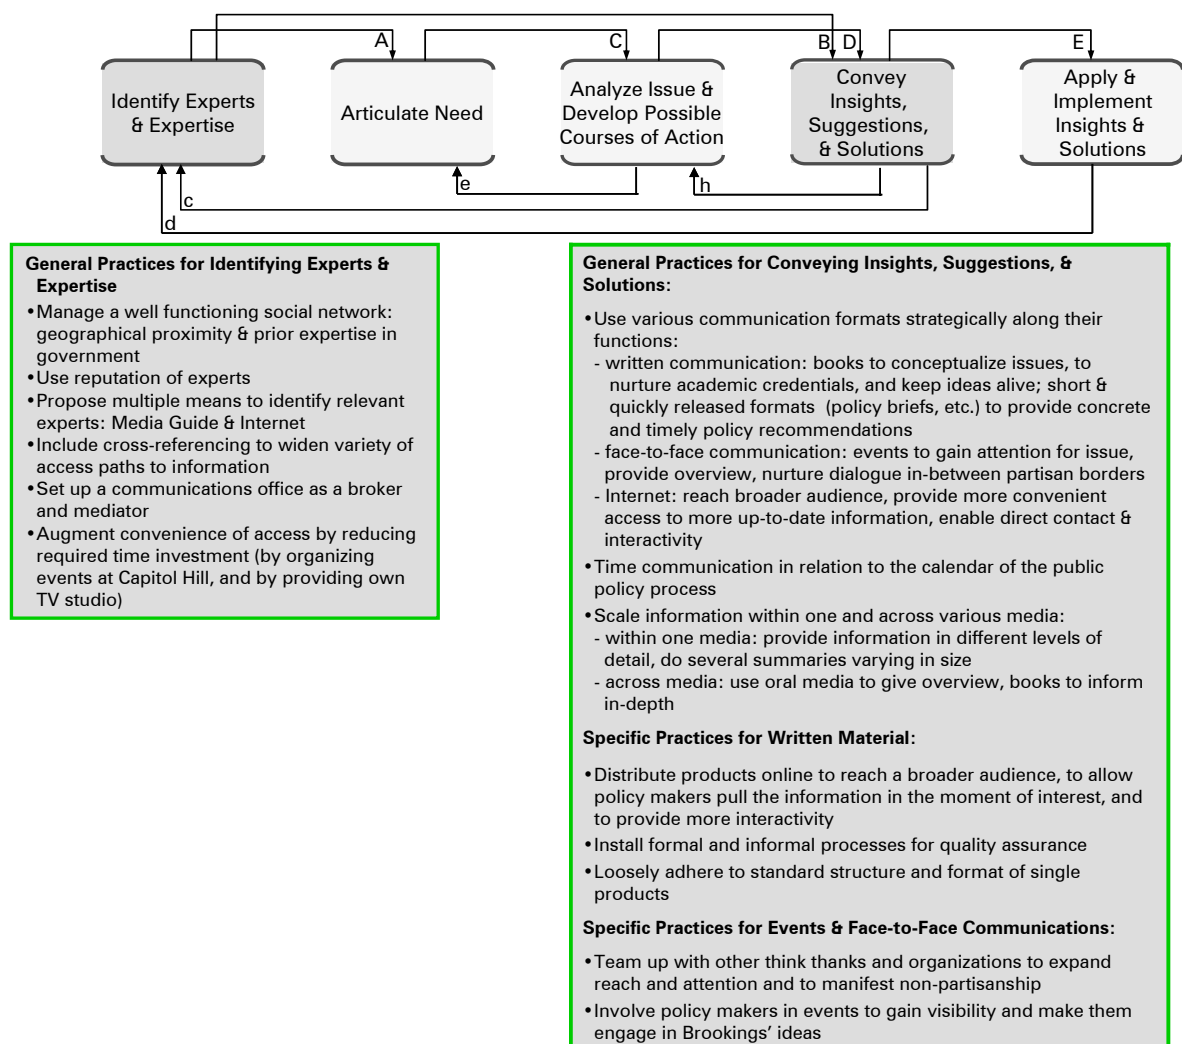 A
C
B
D
E
Identify Experts
& Expertise
Articulate Need
Analyze Issue &
Develop Possible
Courses of Action
Convey
Insights,
Suggestions,
& Solutions
Apply &
Implement
Insights &
Solutions
e
h
c
d
General Practices for Identifying Experts &
Expertise
•Manage a well functioning social network:
geographical proximity & prior expertise in
government
•Use reputation of experts
•Propose multiple means to identify relevant
experts: Media Guide & Internet
•Include cross-referencing to widen variety of
access paths to information
•Set up a communications office as a broker
and mediator
•Augment convenience of access by reducing
required time investment (by organizing
events at Capitol Hill, and by providing own
TV studio)
General Practices for Conveying Insights, Suggestions, &
Solutions:
•Use various communication formats strategically along their
functions:
- written communication: books to conceptualize issues, to
nurture academic credentials, and keep ideas alive; short &
quickly released formats (policy briefs, etc.) to provide concrete
and timely policy recommendations
- face-to-face communication: events to gain attention for issue,
provide overview, nurture dialogue in-between partisan borders
- Internet: reach broader audience, provide more convenient
access to more up-to-date information, enable direct contact &
interactivity
•Time communication in relation to the calendar of the public
policy process
•Scale information within one and across various media:
- within one media: provide information in different levels of
detail, do several summaries varying in size
- across media: use oral media to give overview, books to inform
in-depth
Specific Practices for Written Material:
•Distribute products online to reach a broader audience, to allow
policy makers pull the information in the moment of interest, and
to provide more interactivity
•Install formal and informal processes for quality assurance
•Loosely adhere to standard structure and format of single
products
Specific Practices for Events & Face-to-Face Communications:
•Team up with other think thanks and organizations to expand
reach and attention and to manifest non-partisanship
•Involve policy makers in events to gain visibility and make them
engage in Brookings' ideas